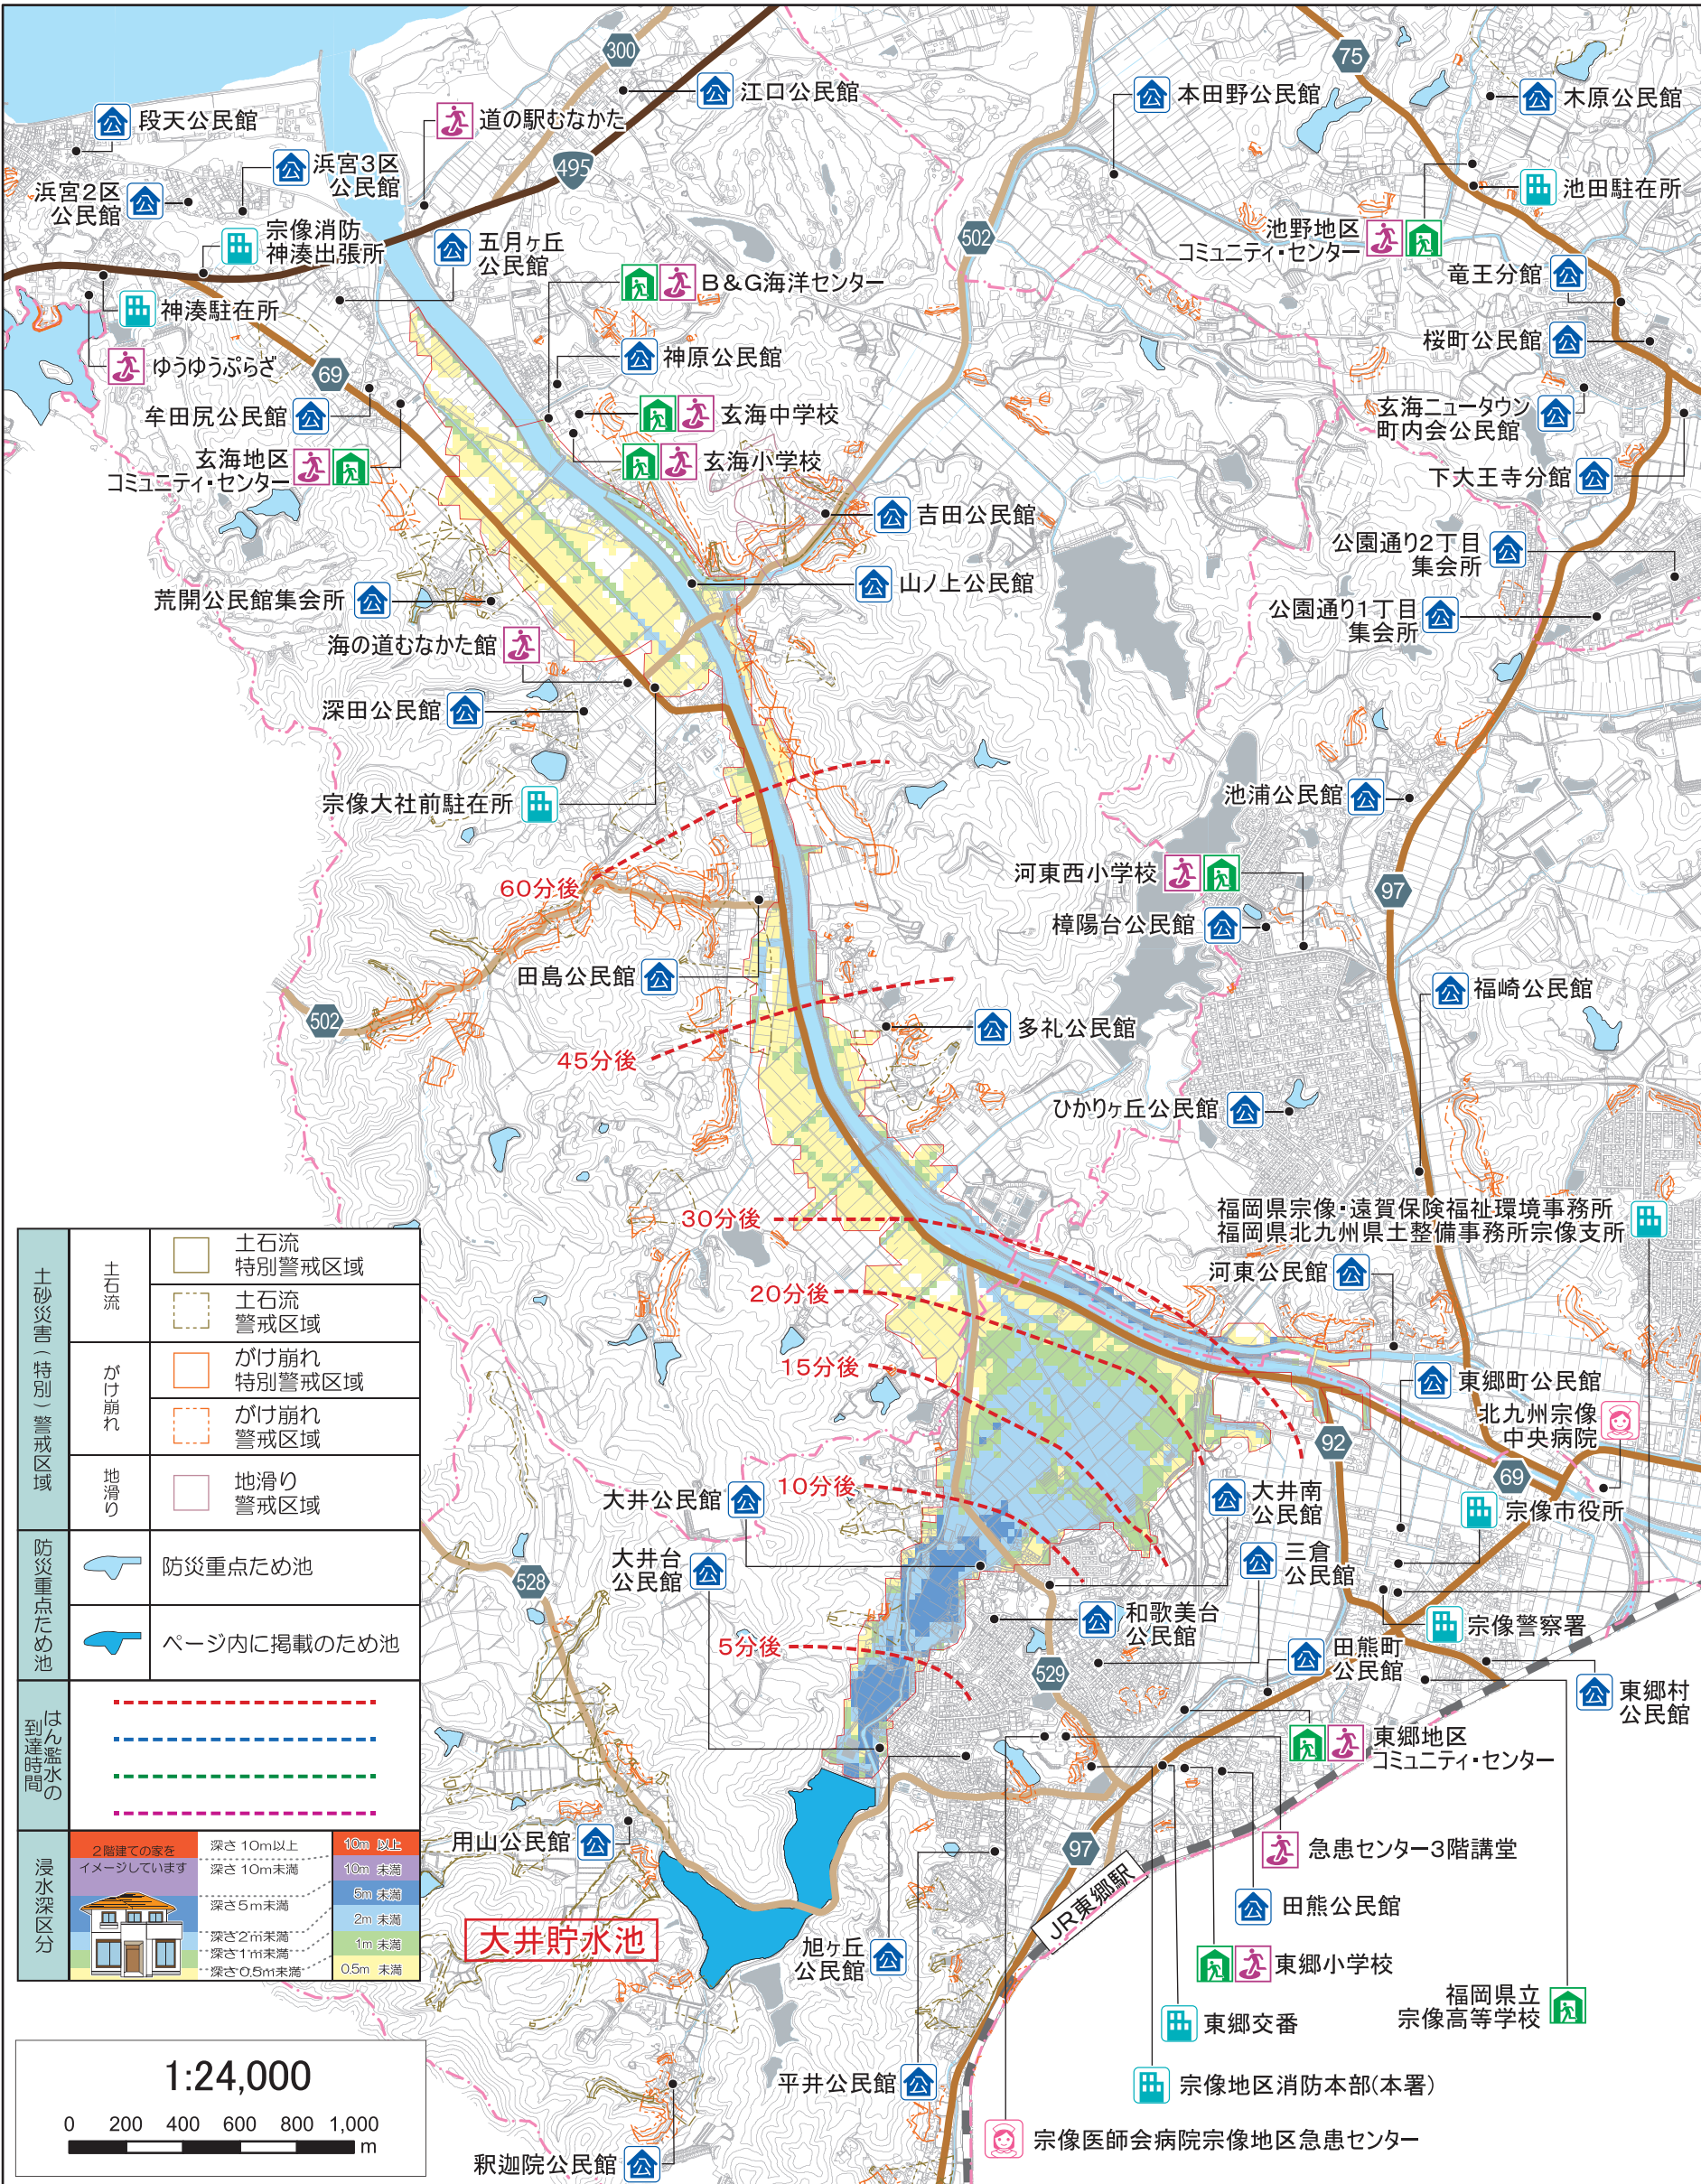 300
75
江口公民館
本田野公民館
木原公民館
段天公民館
道の駅むなかた
495
浜宮3区
公民館
浜宮2区
公民館
池田駐在所
宗像消防
神湊出張所
五月ヶ丘
公民館
502
池野地区
コミュニティ・センター
竜王分館
B&G海洋センター
神湊駐在所
桜町公民館
神原公民館
ゆうゆうぷらざ
69
牟田尻公民館
玄海中学校
玄海ニュータウン
町内会公民館
玄海地区
コミュニティ・センター
玄海小学校
下大王寺分館
吉田公民館
公園通り2丁目
集会所
山ノ上公民館
荒開公民館集会所
公園通り1丁目
集会所
海の道むなかた館
深田公民館
宗像大社前駐在所
池浦公民館
60分後
河東西小学校
97
樟陽台公民館
田島公民館
福崎公民館
502
多礼公民館
45分後
ひかりヶ丘公民館
30分後
福岡県宗像・遠賀保険福祉環境事務所
福岡県北九州県土整備事務所宗像支所
河東公民館
20分後
15分後
東郷町公民館
北九州宗像
中央病院
92
69
10分後
大井公民館
大井南
公民館
宗像市役所
大井台
公民館
三倉
公民館
528
和歌美台
公民館
宗像警察署
5分後
田熊町
公民館
529
東郷村
公民館
東郷地区
コミュニティ・センター
用山公民館
97
急患センター3階講堂
JR東郷駅
田熊公民館
大井貯水池
旭ヶ丘
公民館
東郷小学校
福岡県立
宗像高等学校
東郷交番
平井公民館
宗像地区消防本部(本署)
宗像医師会病院宗像地区急患センター
釈迦院公民館
土砂災害(特別)警戒区域
土石流
土石流
特別警戒区域
土石流
警戒区域
がけ崩れ
がけ崩れ
特別警戒区域
がけ崩れ
警戒区域
地滑り
地滑り
警戒区域
防災重点ため池
防災重点ため池
ページ内に掲載のため池
はん濫水の
到達時間
浸水深区分
2階建ての家を
イメージしています
深さ10m以上
深さ10m未満
深さ5m未満
深さ2m未満
深さ1m未満
深さ0.5m未満
10m 以上
10m 未満
5m 未満
2m 未満
1m 未満
0.5m 未満
1:24,000
0 200 400 600 800 1,000
m